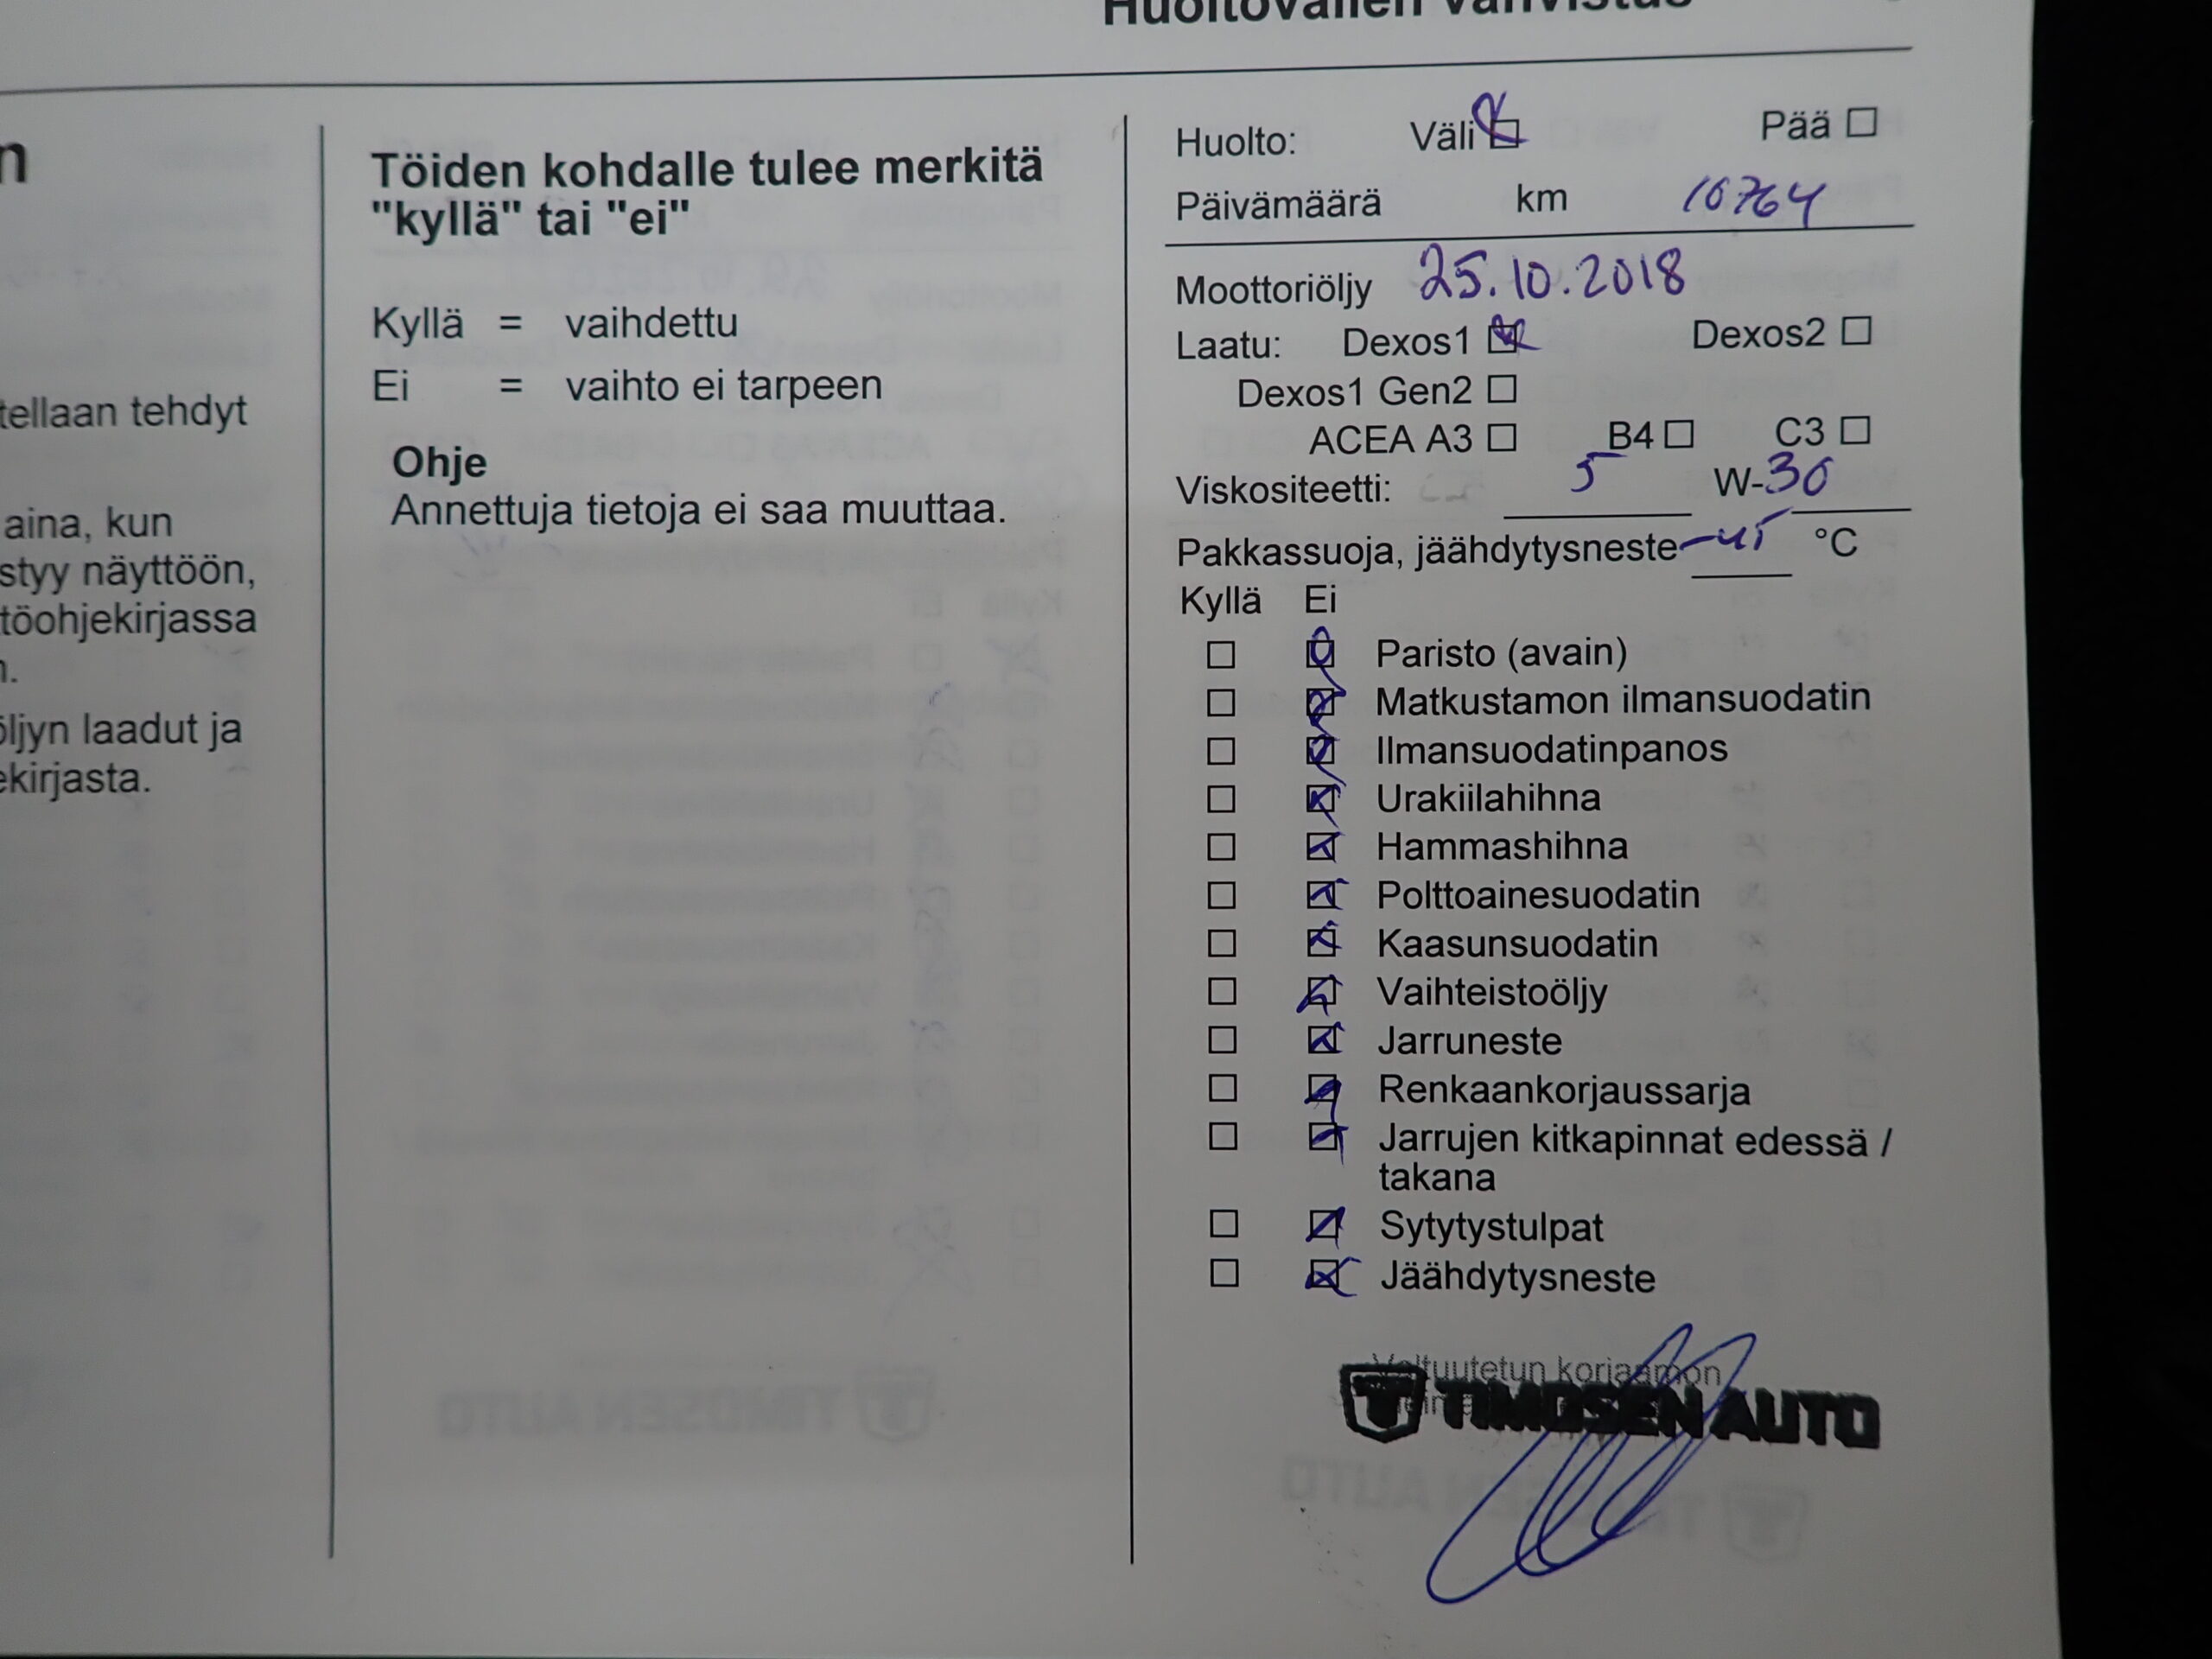 Huoltovälien vahvistus
n
tellaan tehdyt
aina, kun
styy näyttöön,
töohjekirjassa
n.
öljyn laadut ja
ekirjasta.
Töiden kohdalle tulee merkitä
"kyllä" tai "ei"
Kyllä = vaihdettu
Ei = vaihto ei tarpeen
Ohje
Annettuja tietoja ei saa muuttaa.
Huolto: Väli Pää
Päivämäärä km 10764
Moottoriöljy 25.10.2018
Laatu: Dexos1 Dexos2
Dexos1 Gen2
ACEA A3 B4 C3
Viskositeetti: 5 W-30
Pakkassuoja, jäähdytysneste °C
Kyllä Ei
Paristo (avain)
Matkustamon ilmansuodatin
Ilmansuodatinpanos
Urakiilahihna
Hammashihna
Polttoainesuodatin
Kaasunsuodatin
Vaihteistoöljy
Jarruneste
Renkaankorjaussarja
Jarrujen kitkapinnat edessä /
takana
Sytytystulpat
Jäähdytysneste
Valtuutetun korjaamon
TIMOSEN AUTO